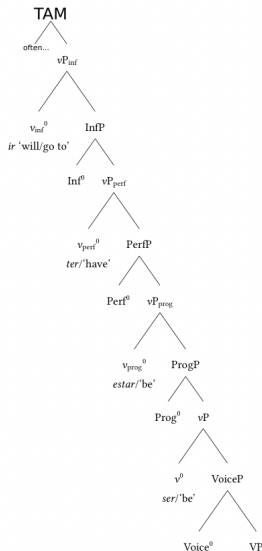 TAM
often...
vPinf
vinf⁰ InfP
ir 'will/go to'
Inf⁰ vPperf
vperf⁰ PerfP
ter/'have'
Perf⁰ vPprog
vprog⁰ ProgP
estar/'be'
Prog⁰ vP
v⁰ VoiceP
ser/'be'
Voice⁰ VP